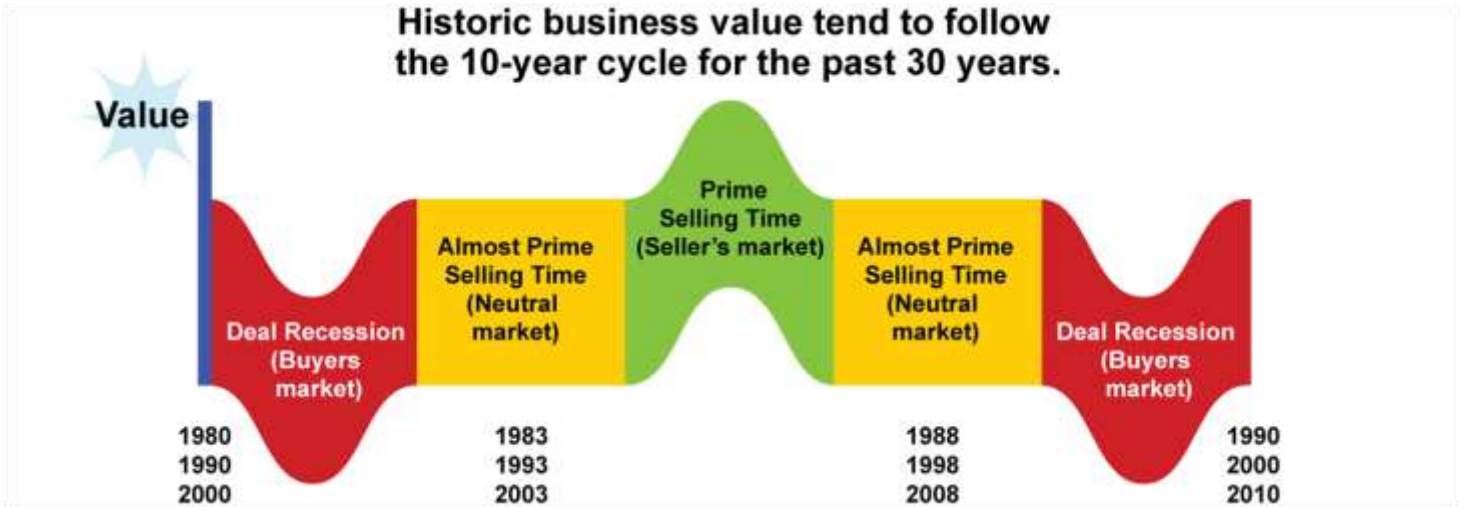 Historic business value tend to follow
the 10-year cycle for the past 30 years.
Value
Deal Recession
(Buyers
market)
Almost Prime
Selling Time
(Neutral
market)
Prime
Selling Time
(Seller's market)
Almost Prime
Selling Time
(Neutral
market)
Deal Recession
(Buyers
market)
1980
1990
2000
1983
1993
2003
1988
1998
2008
1990
2000
2010